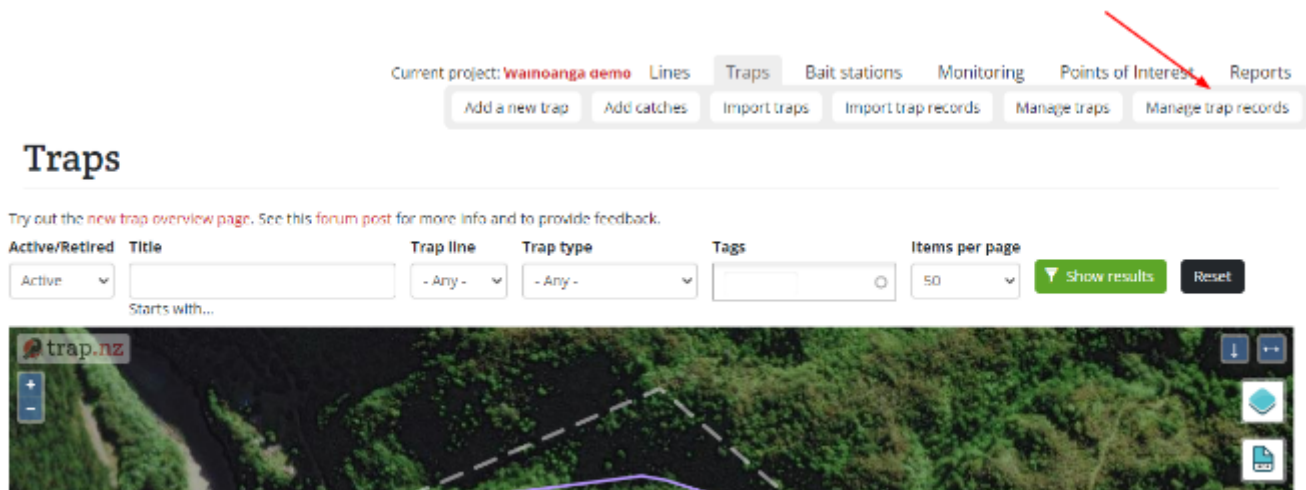 Current project: Wainoanga demo Lines Traps Bait stations Monitoring Points of Interest Reports
Add a new trap Add catches Import traps Import trap records Manage traps Manage trap records
Traps
Try out the new trap overview page. See this forum post for more info and to provide feedback.
Active/Retired Title Trap line Trap type Tags Items per page
Active - Any - - Any - 50 Show results Reset
Starts with...
trap.nz